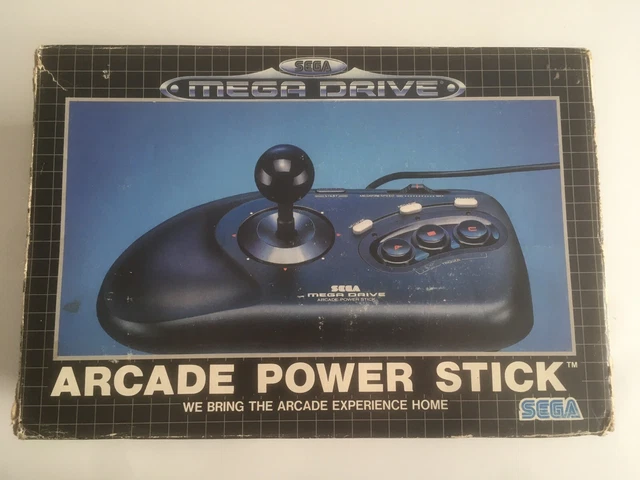 SEGA
MEGA DRIVE
SEGA
MEGA DRIVE
ARCADE POWER STICK
ARCADE POWER STICK™
WE BRING THE ARCADE EXPERIENCE HOME
SEGA